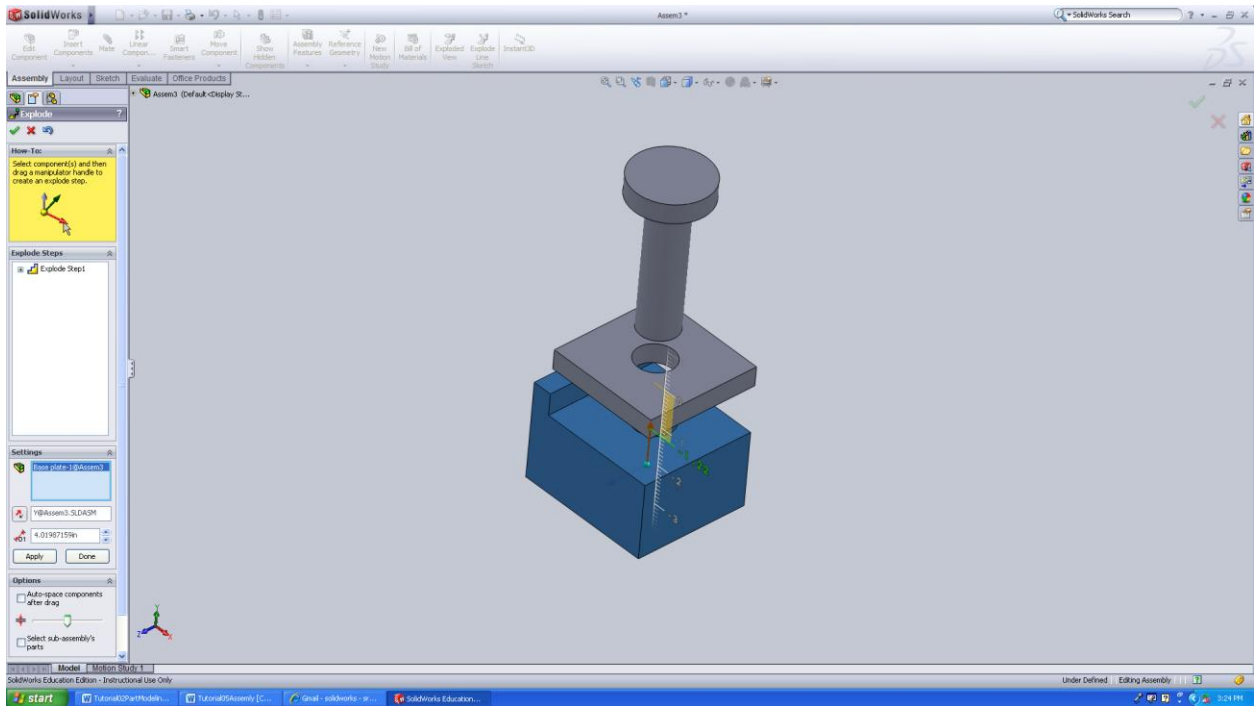 SolidWorks
Assem3 *
SolidWorks Search
Edit Component
Insert Components
Mate
Linear Compon...
Smart Fasteners
Move Component
Show Hidden Components
Assembly Features
Reference Geometry
New Motion Study
Bill of Materials
Exploded View
Explode Line Sketch
Instant3D
Assembly Layout Sketch Evaluate Office Products
Assem3 (Default<Display St...
Explode ?
How-To:
Select component(s) and then
drag a manipulator handle to
create an explode step.
Explode Steps
Explode Step1
Settings
Base plate-1@Assem3
Y@Assem3.SLDASM
4.01987159in
Apply Done
Options
Auto-space components
after drag
Select sub-assembly's
parts
Y
Z X
Model Motion Study 1
SolidWorks Education Edition - Instructional Use Only
Under Defined Editing Assembly
start
Tutorial02PartModelin...
Tutorial05Assemly [C...
Gmail - solidworks - sr...
SolidWorks Education...
3:24 PM